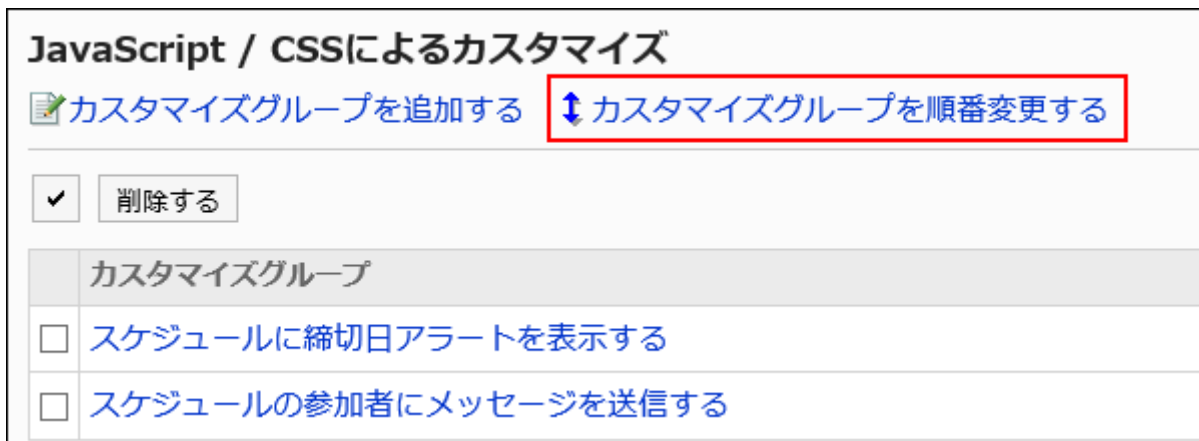 JavaScript / CSSによるカスタマイズ
カスタマイズグループを追加する カスタマイズグループを順番変更する
削除する
カスタマイズグループ
スケジュールに締切日アラートを表示する
スケジュールの参加者にメッセージを送信する